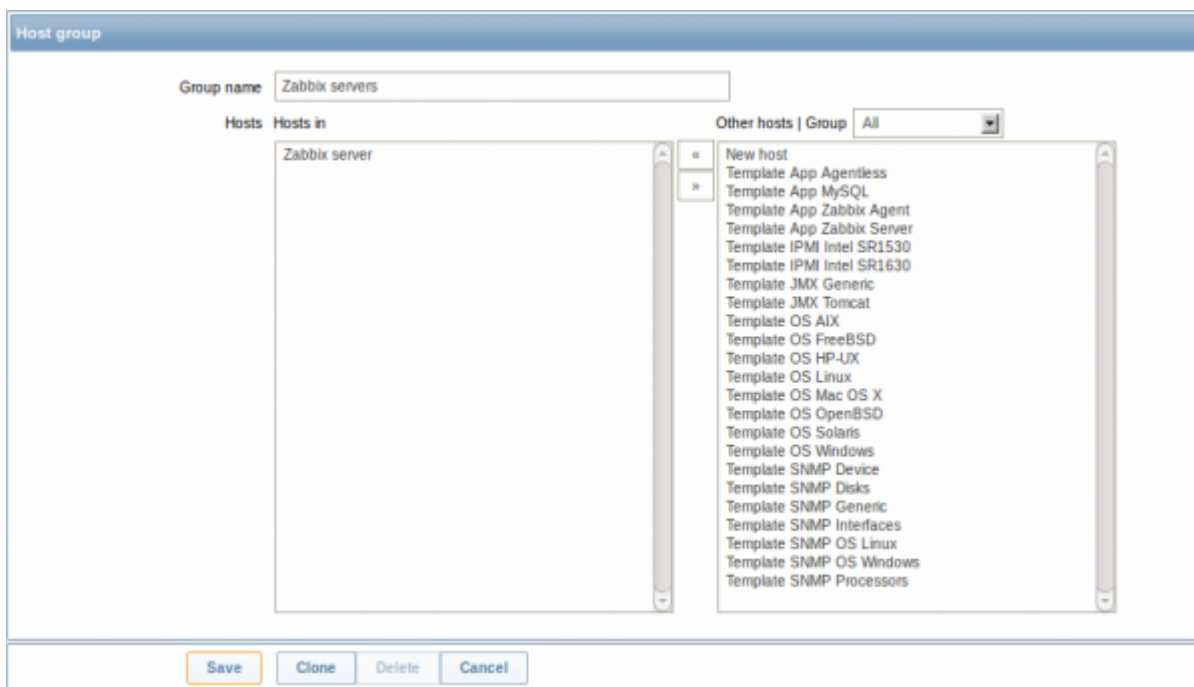 Host group
Group name Zabbix servers
Hosts Hosts in Other hosts | Group All
Zabbix server
«
»
New host
Template App Agentless
Template App MySQL
Template App Zabbix Agent
Template App Zabbix Server
Template IPMI Intel SR1530
Template IPMI Intel SR1630
Template JMX Generic
Template JMX Tomcat
Template OS AIX
Template OS FreeBSD
Template OS HP-UX
Template OS Linux
Template OS Mac OS X
Template OS OpenBSD
Template OS Solaris
Template OS Windows
Template SNMP Device
Template SNMP Disks
Template SNMP Generic
Template SNMP Interfaces
Template SNMP OS Linux
Template SNMP OS Windows
Template SNMP Processors
Save Clone Delete Cancel